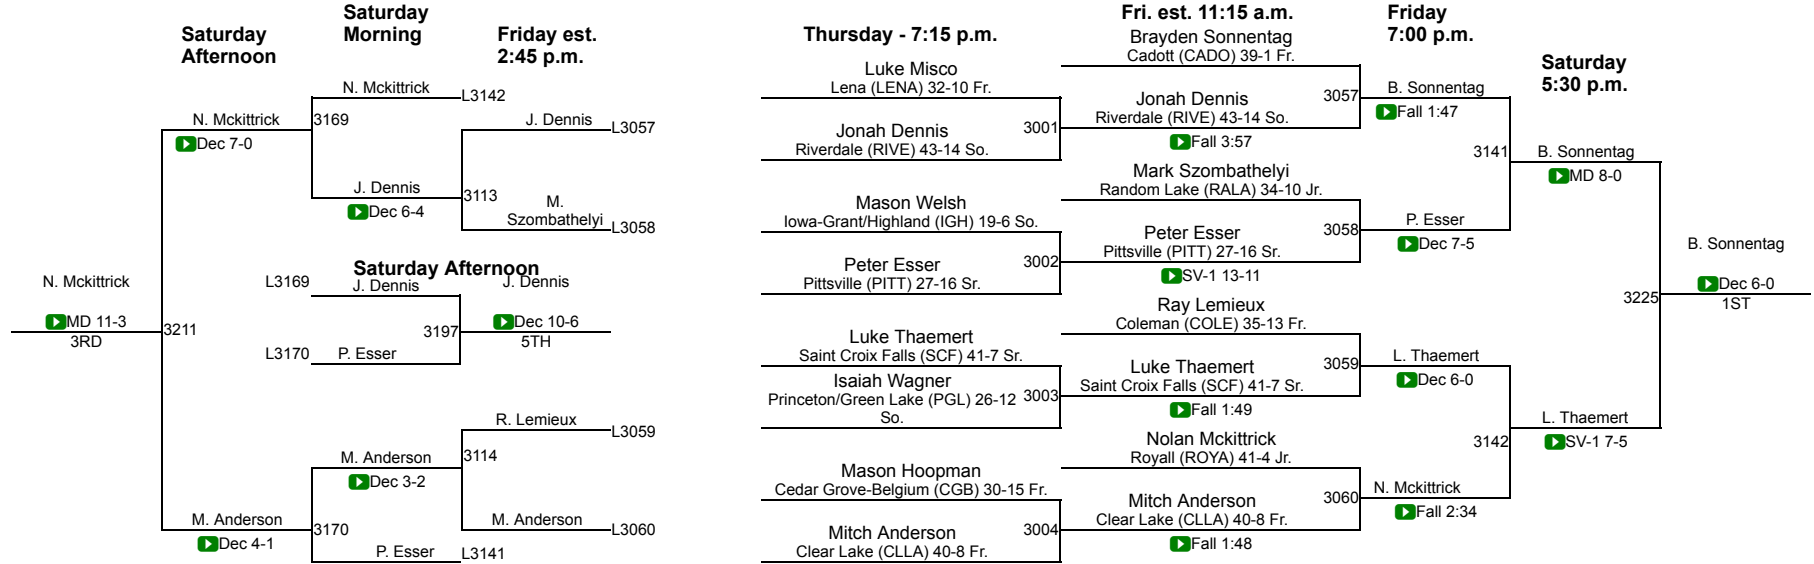 Saturday
Afternoon
Saturday
Morning
Friday est.
2:45 p.m.
N. Mckittrick
L3142
N. Mckittrick
3169
J. Dennis
L3057
Dec 7-0
J. Dennis
3113
Dec 6-4
M.
Szombathelyi
L3058
Saturday Afternoon
N. Mckittrick
L3169
J. Dennis
J. Dennis
MD 11-3
3RD
3211
3197
Dec 10-6
5TH
L3170
P. Esser
R. Lemieux
L3059
M. Anderson
3114
Dec 3-2
M. Anderson
3170
M. Anderson
L3060
Dec 4-1
P. Esser
L3141
Thursday - 7:15 p.m.
Fri. est. 11:15 a.m.
Friday
7:00 p.m.
Saturday
5:30 p.m.
Brayden Sonnentag
Cadott (CADO) 39-1 Fr.
Luke Misco
Lena (LENA) 32-10 Fr.
3001
Jonah Dennis
Riverdale (RIVE) 43-14 So.
Jonah Dennis
Riverdale (RIVE) 43-14 So.
Fall 3:57
3057
B. Sonnentag
Fall 1:47
Mark Szombathelyi
Random Lake (RALA) 34-10 Jr.
3141
B. Sonnentag
MD 8-0
Mason Welsh
Iowa-Grant/Highland (IGH) 19-6 So.
3002
Peter Esser
Pittsville (PITT) 27-16 Sr.
Peter Esser
Pittsville (PITT) 27-16 Sr.
SV-1 13-11
3058
P. Esser
Dec 7-5
B. Sonnentag
Dec 6-0
1ST
3225
Ray Lemieux
Coleman (COLE) 35-13 Fr.
Luke Thaemert
Saint Croix Falls (SCF) 41-7 Sr.
3003
Isaiah Wagner
Princeton/Green Lake (PGL) 26-12
So.
Luke Thaemert
Saint Croix Falls (SCF) 41-7 Sr.
Fall 1:49
3059
L. Thaemert
Dec 6-0
Nolan Mckittrick
Royall (ROYA) 41-4 Jr.
3142
L. Thaemert
SV-1 7-5
Mason Hoopman
Cedar Grove-Belgium (CGB) 30-15 Fr.
3004
Mitch Anderson
Clear Lake (CLLA) 40-8 Fr.
Mitch Anderson
Clear Lake (CLLA) 40-8 Fr.
Fall 1:48
3060
N. Mckittrick
Fall 2:34